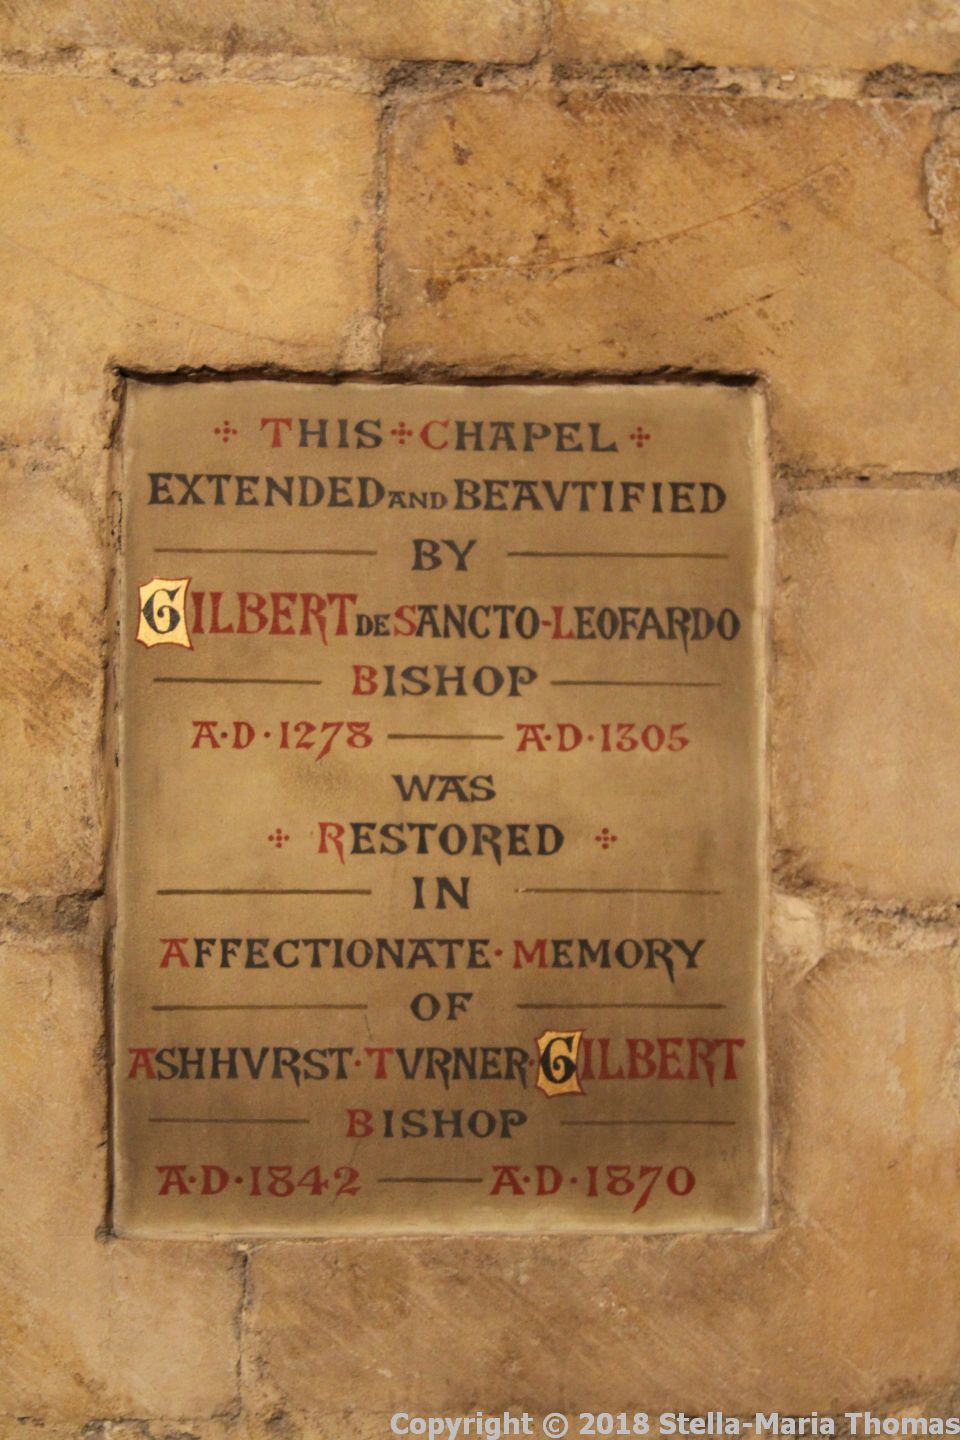 THIS CHAPEL
EXTENDED AND BEAVTIFIED
BY
GILBERT DE SANCTO-LEOFARDO
BISHOP
A·D·1278 — A·D·1305
WAS
RESTORED
IN
AFFECTIONATE·MEMORY
OF
ASHHVRST·TVRNER·GILBERT
BISHOP
A·D·1842 — A·D·1870
Copyright © 2018 Stella-Maria Thomas